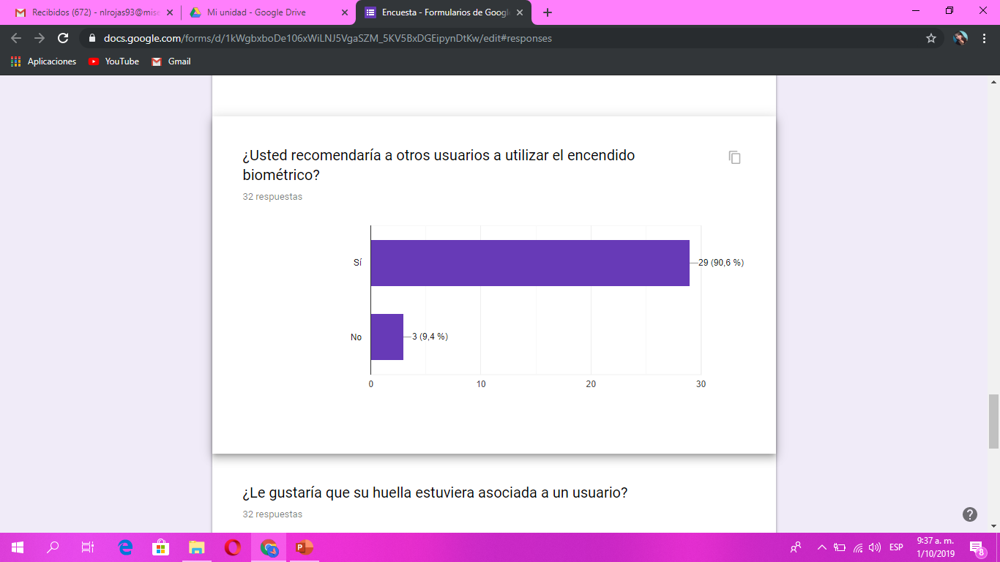 Recibidos (672) - nlrojas93@mise
Mi unidad - Google Drive
Encuesta - Formularios de Google
docs.google.com/forms/d/1kWgbxboDe106xWiLNJ5VgaSZM_5KV5BxDGEipynDtKw/edit#responses
Aplicaciones
YouTube
Gmail
¿Usted recomendaría a otros usuarios a utilizar el encendido
biométrico?
32 respuestas
Sí
29 (90,6 %)
No
3 (9,4 %)
0
10
20
30
¿Le gustaría que su huella estuviera asociada a un usuario?
32 respuestas
ESP
9:37 a. m.
1/10/2019
8